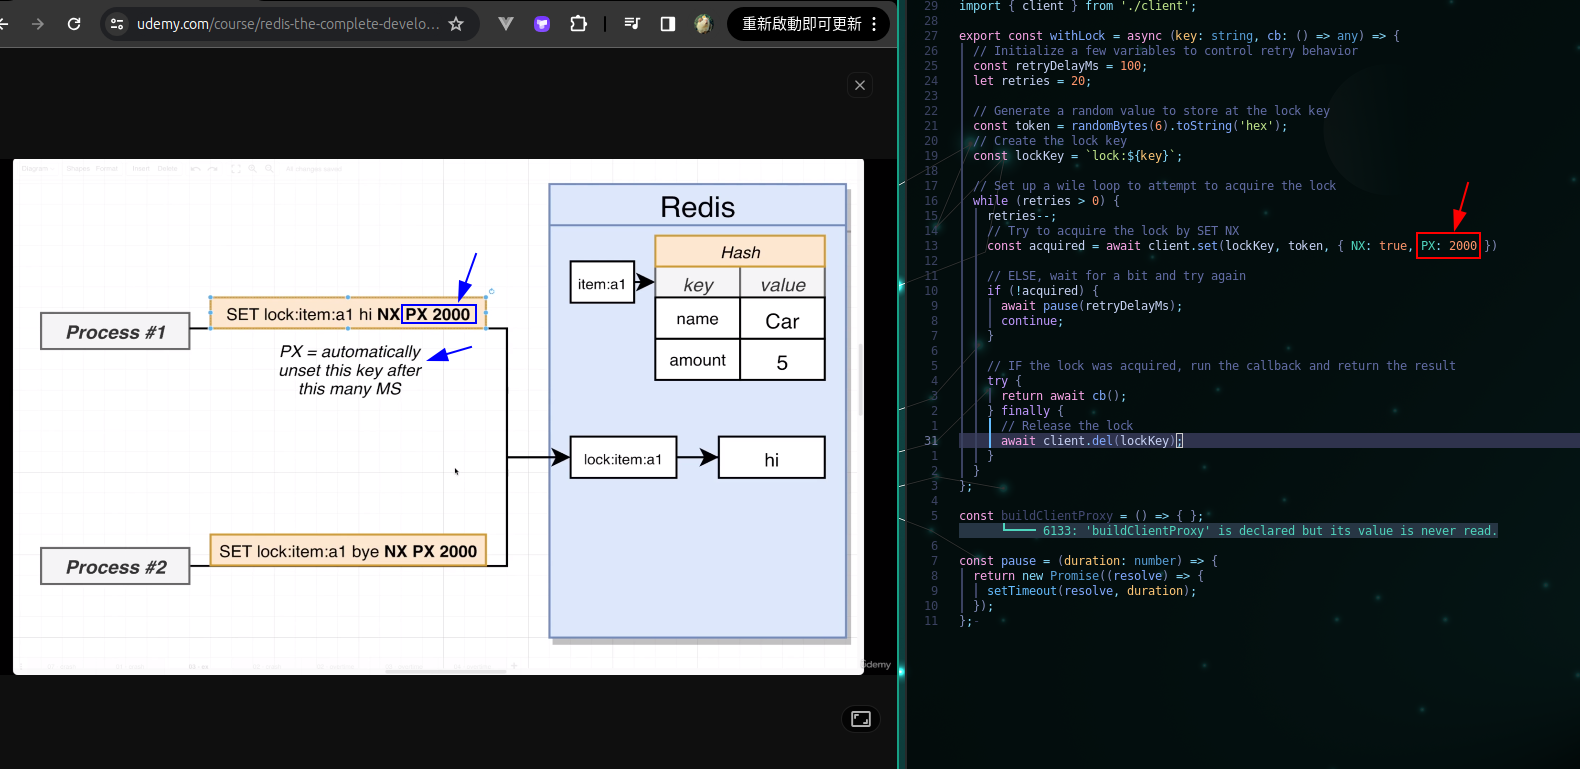 udemy.com/course/redis-the-complete-develo...
重新啟動即可更新
Redis
Hash
item:a1
key value
name Car
amount 5
SET lock:item:a1 hi NX PX 2000
Process #1
PX = automatically
unset this key after
this many MS
lock:item:a1
hi
SET lock:item:a1 bye NX PX 2000
Process #2
ûdemy
29 import { client } from './client';
28
27 export const withLock = async (key: string, cb: () => any) => {
26 // Initialize a few variables to control retry behavior
25 const retryDelayMs = 100;
24 let retries = 20;
23
22 // Generate a random value to store at the lock key
21 const token = randomBytes(6).toString('hex');
20 // Create the lock key
19 const lockKey = `lock:${key}`;
18
17 // Set up a wile loop to attempt to acquire the lock
16 while (retries > 0) {
15 retries--;
14 // Try to acquire the lock by SET NX
13 const acquired = await client.set(lockKey, token, { NX: true, PX: 2000 })
12
11 // ELSE, wait for a bit and try again
10 if (!acquired) {
9 await pause(retryDelayMs);
8 continue;
7 }
6
5 // IF the lock was acquired, run the callback and return the result
4 try {
3 return await cb();
2 } finally {
1 // Release the lock
31 await client.del(lockKey);
1 }
2 }
3 };
4
5 const buildClientProxy = () => { };
6133: 'buildClientProxy' is declared but its value is never read.
6
7 const pause = (duration: number) => {
8 return new Promise((resolve) => {
9 setTimeout(resolve, duration);
10 });
11 };